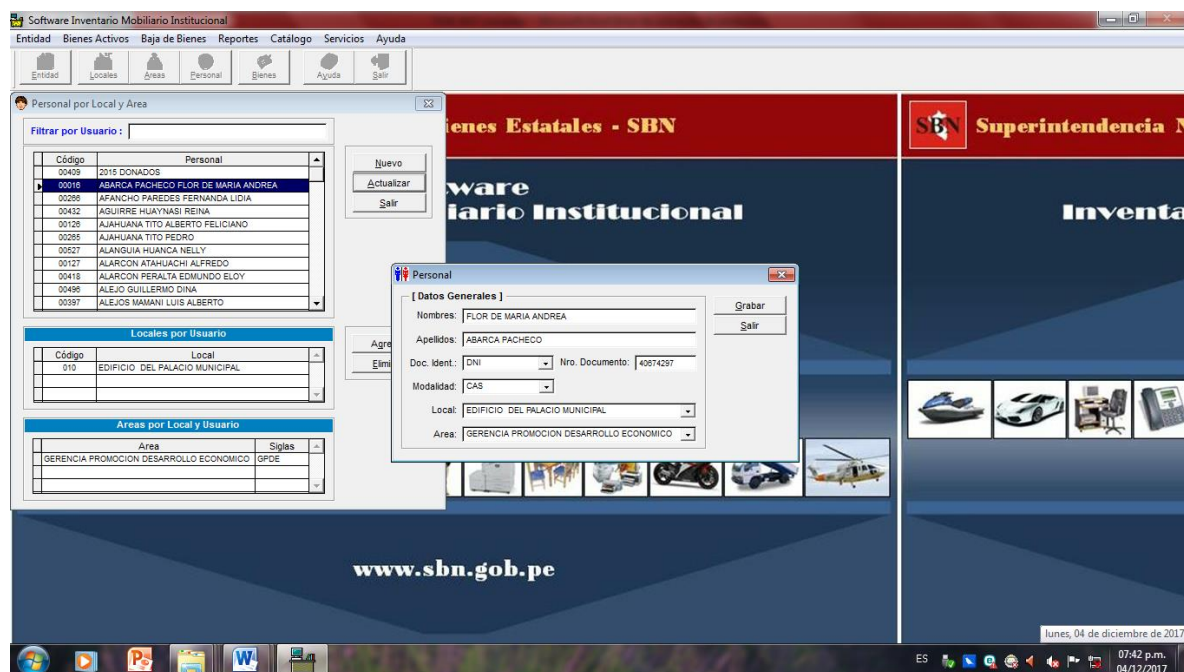 Software Inventario Mobiliario Institucional
Entidad Bienes Activos Baja de Bienes Reportes Catálogo Servicios Ayuda
Entidad Locales Áreas Personal Bienes Ayuda Salir
Personal por Local y Area
Filtrar por Usuario :
Código Personal
00409 2015 DONADOS
00016 ABARCA PACHECO FLOR DE MARIA ANDREA
00266 AFANCHO PAREDES FERNANDA LIDIA
00432 AGUIRRE HUAYNASI REINA
00126 AJAHUANA TITO ALBERTO FELICIANO
00265 AJAHUANA TITO PEDRO
00527 ALANGUIA HUANCA NELLY
00127 ALARCON ATAHUACHI ALFREDO
00418 ALARCON PERALTA EDMUNDO ELOY
00496 ALEJO GUILLERMO DINA
00397 ALEJOS MAMANI LUIS ALBERTO
Nuevo
Actualizar
Salir
Locales por Usuario
Código Local
010 EDIFICIO DEL PALACIO MUNICIPAL
Agre
Elimi
Areas por Local y Usuario
Area Siglas
GERENCIA PROMOCION DESARROLLO ECONOMICO GPDE
ienes Estatales - SBN
ware
iario Institucional
Personal
[ Datos Generales ]
Nombres: FLOR DE MARIA ANDREA
Apellidos: ABARCA PACHECO
Doc. Ident.: DNI Nro. Documento: 40674297
Modalidad: CAS
Local: EDIFICIO DEL PALACIO MUNICIPAL
Area: GERENCIA PROMOCION DESARROLLO ECONOMICO
Grabar
Salir
www.sbn.gob.pe
SBN Superintendencia N
Inventa
lunes, 04 de diciembre de 2017
ES
07:42 p.m.
04/12/2017